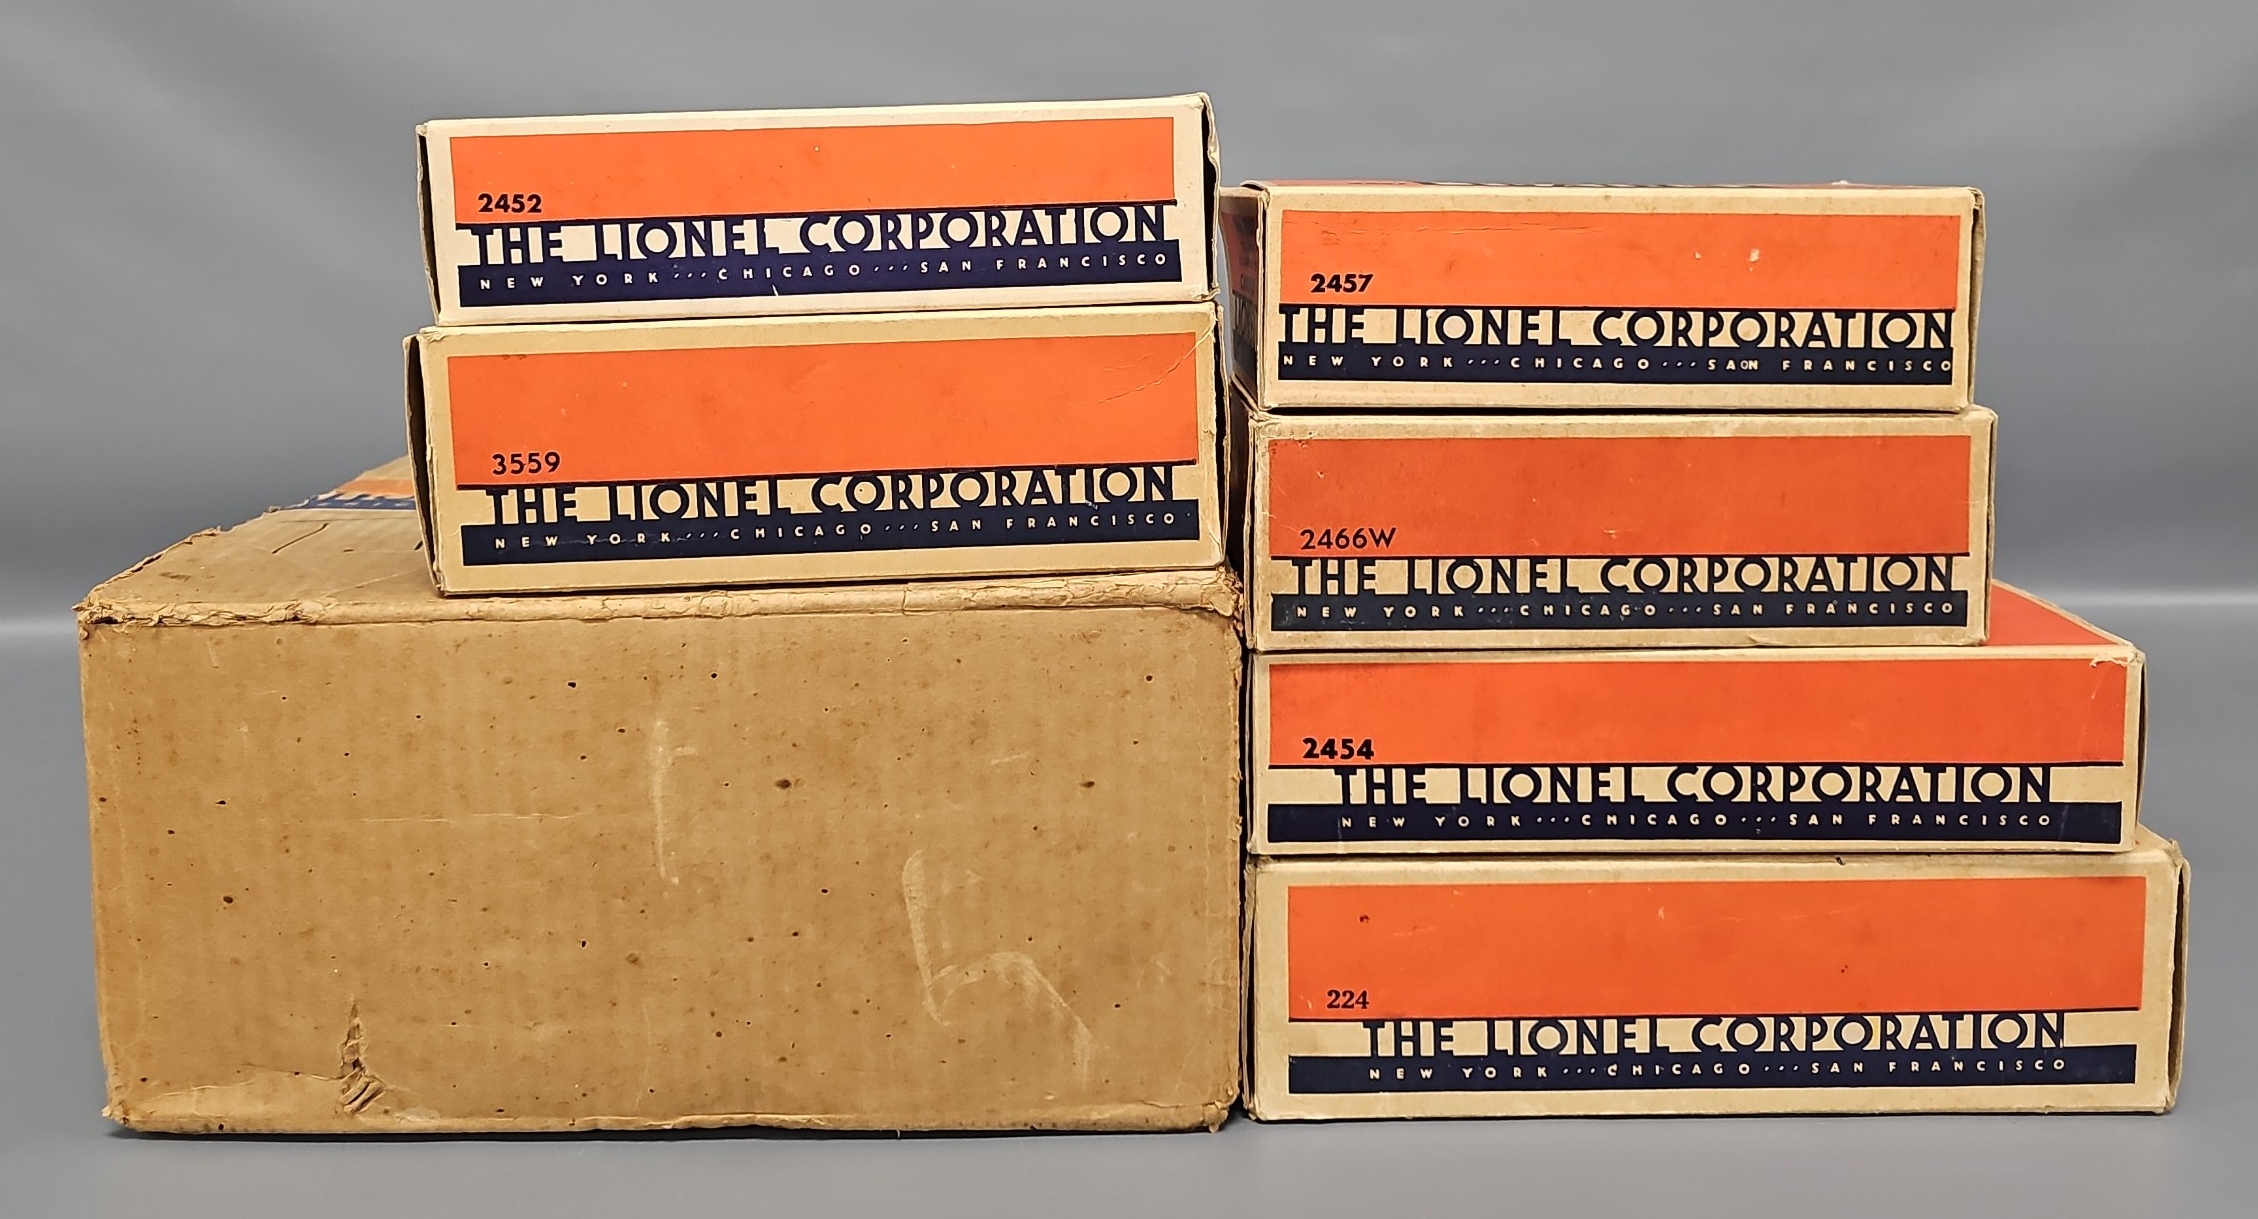 2452
THE LIONEL CORPORATION
NEW YORK···CHICAGO···SAN FRANCISCO
3559
THE LIONEL CORPORATION
NEW YORK···CHICAGO···SAN FRANCISCO
2457
THE LIONEL CORPORATION
NEW YORK···CHICAGO···SAON FRANCISCO
2466W
THE LIONEL CORPORATION
NEW YORK···CHICAGO···SAN FRANCISCO
2454
THE LIONEL CORPORATION
NEW YORK···CHICAGO···SAN FRANCISCO
224
THE LIONEL CORPORATION
NEW YORK···CHICAGO···SAN FRANCISCO